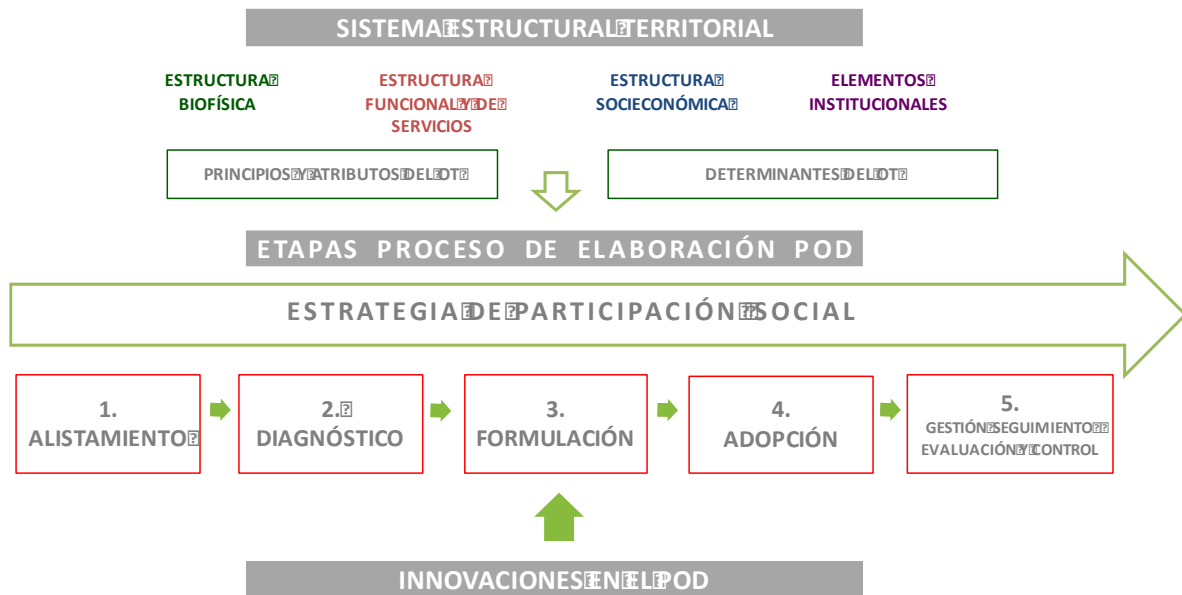 SISTEMA ESTRUCTURAL TERRITORIAL
ESTRUCTURA
BIOFÍSICA
ESTRUCTURA
FUNCIONAL Y DE
SERVICIOS
ESTRUCTURA
SOCIECONÓMICA
ELEMENTOS
INSTITUCIONALES
PRINCIPIOS Y ATRIBUTOS DEL OT
DETERMINANTES DEL OT
ETAPAS PROCESO DE ELABORACIÓN POD
ESTRATEGIA DE PARTICIPACIÓN SOCIAL
1.
ALISTAMIENTO
2.
DIAGNÓSTICO
3.
FORMULACIÓN
4.
ADOPCIÓN
5.
GESTIÓN SEGUIMIENTO
EVALUACIÓN Y CONTROL
INNOVACIONES EN EL POD